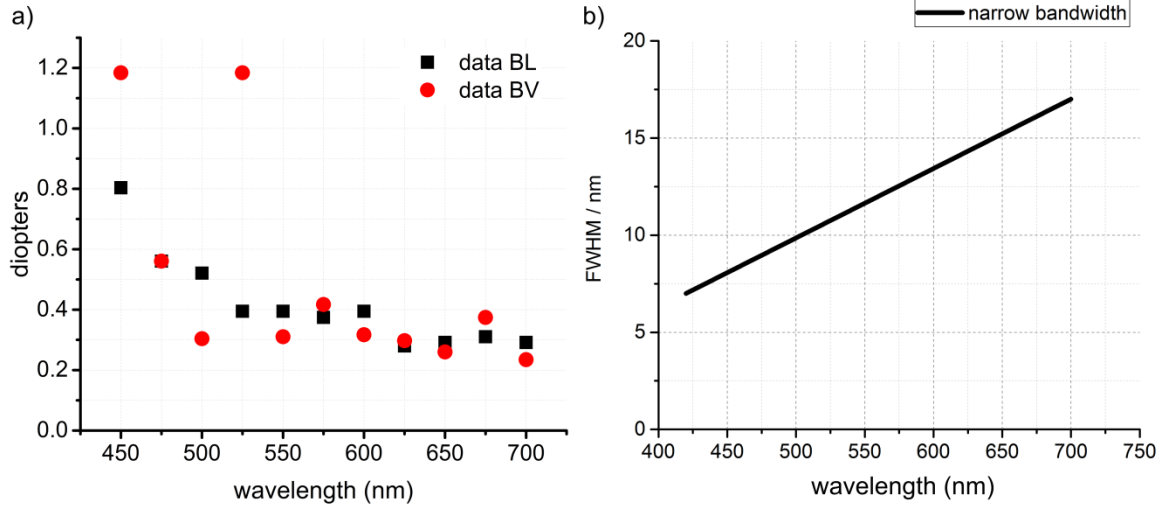 a)
data BL
data BV
diopters
1.2
1.0
0.8
0.6
0.4
0.2
0.0
450 500 550 600 650 700
wavelength (nm)
b)
narrow bandwidth
FWHM / nm
20
15
10
5
0
400 450 500 550 600 650 700 750
wavelength (nm)